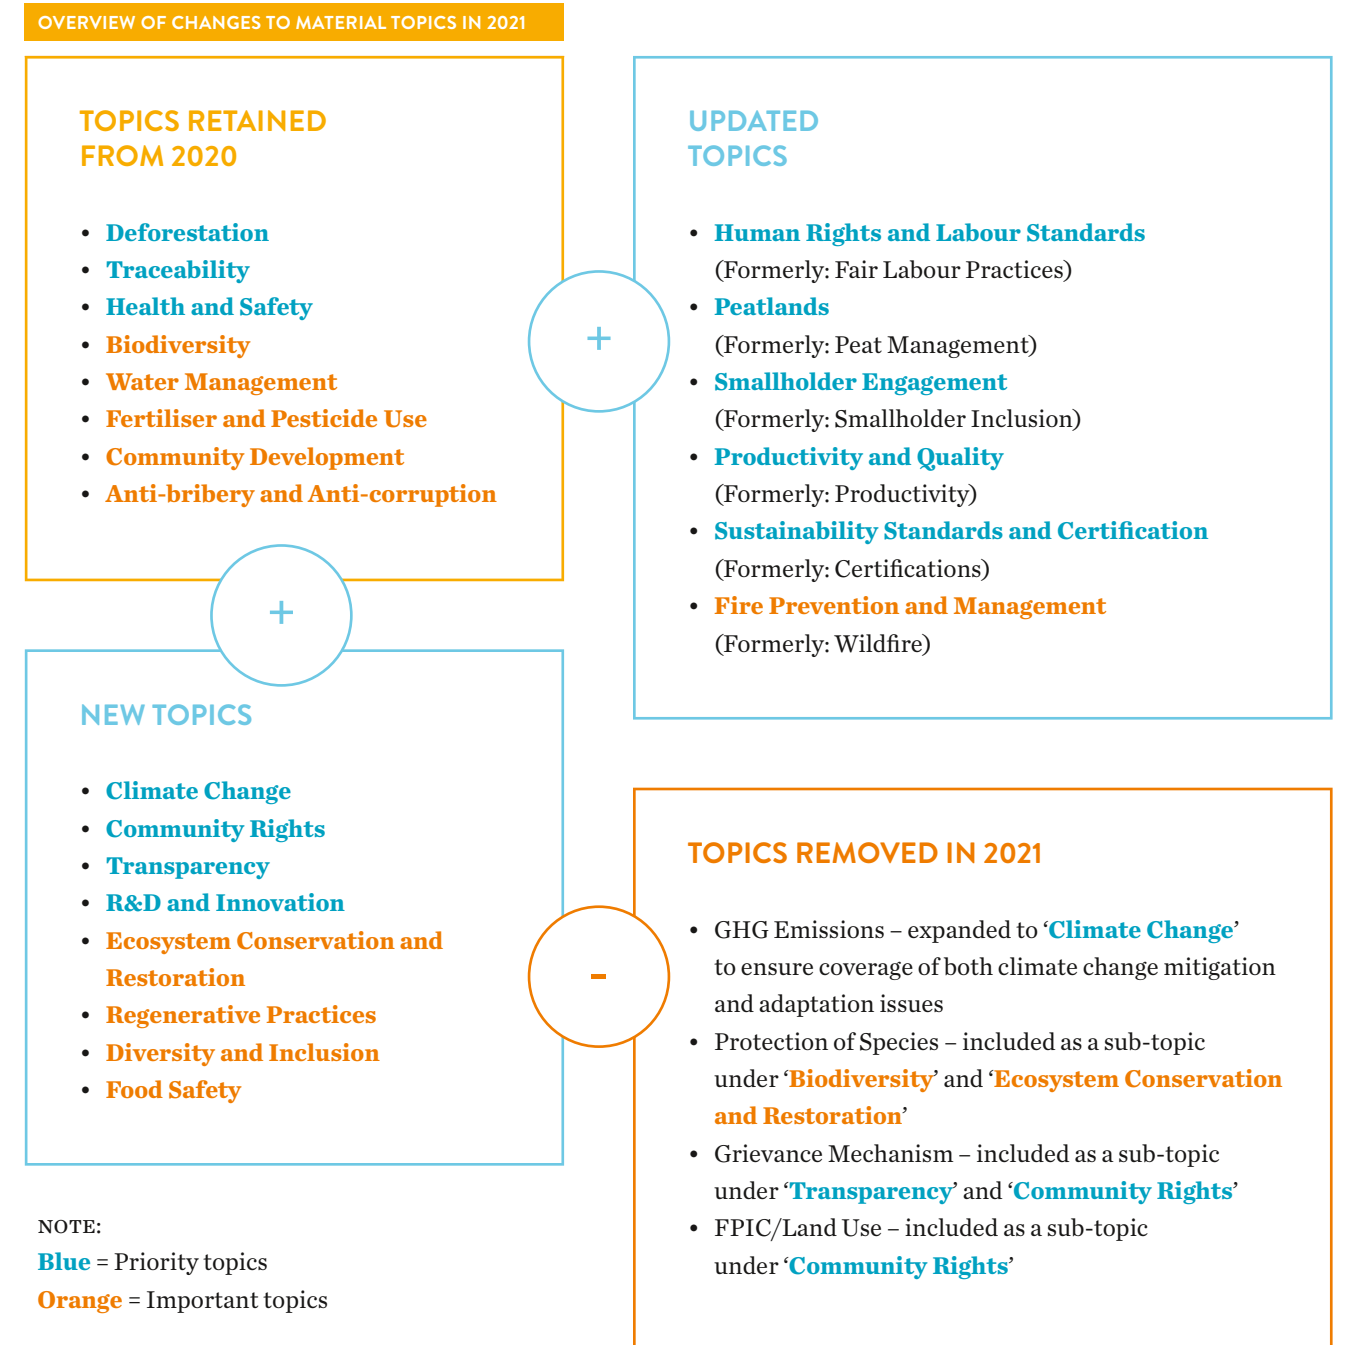 OVERVIEW OF CHANGES TO MATERIAL TOPICS IN 2021
TOPICS RETAINED
FROM 2020
• Deforestation
• Traceability
• Health and Safety
• Biodiversity
• Water Management
• Fertiliser and Pesticide Use
• Community Development
• Anti-bribery and Anti-corruption
+
UPDATED
TOPICS
• Human Rights and Labour Standards
(Formerly: Fair Labour Practices)
• Peatlands
(Formerly: Peat Management)
• Smallholder Engagement
(Formerly: Smallholder Inclusion)
• Productivity and Quality
(Formerly: Productivity)
• Sustainability Standards and Certification
(Formerly: Certifications)
• Fire Prevention and Management
(Formerly: Wildfire)
+
NEW TOPICS
• Climate Change
• Community Rights
• Transparency
• R&D and Innovation
• Ecosystem Conservation and
Restoration
• Regenerative Practices
• Diversity and Inclusion
• Food Safety
-
TOPICS REMOVED IN 2021
• GHG Emissions – expanded to ‘Climate Change’
to ensure coverage of both climate change mitigation
and adaptation issues
• Protection of Species – included as a sub-topic
under ‘Biodiversity’ and ‘Ecosystem Conservation
and Restoration’
• Grievance Mechanism – included as a sub-topic
under ‘Transparency’ and ‘Community Rights’
• FPIC/Land Use – included as a sub-topic
under ‘Community Rights’
NOTE:
Blue = Priority topics
Orange = Important topics